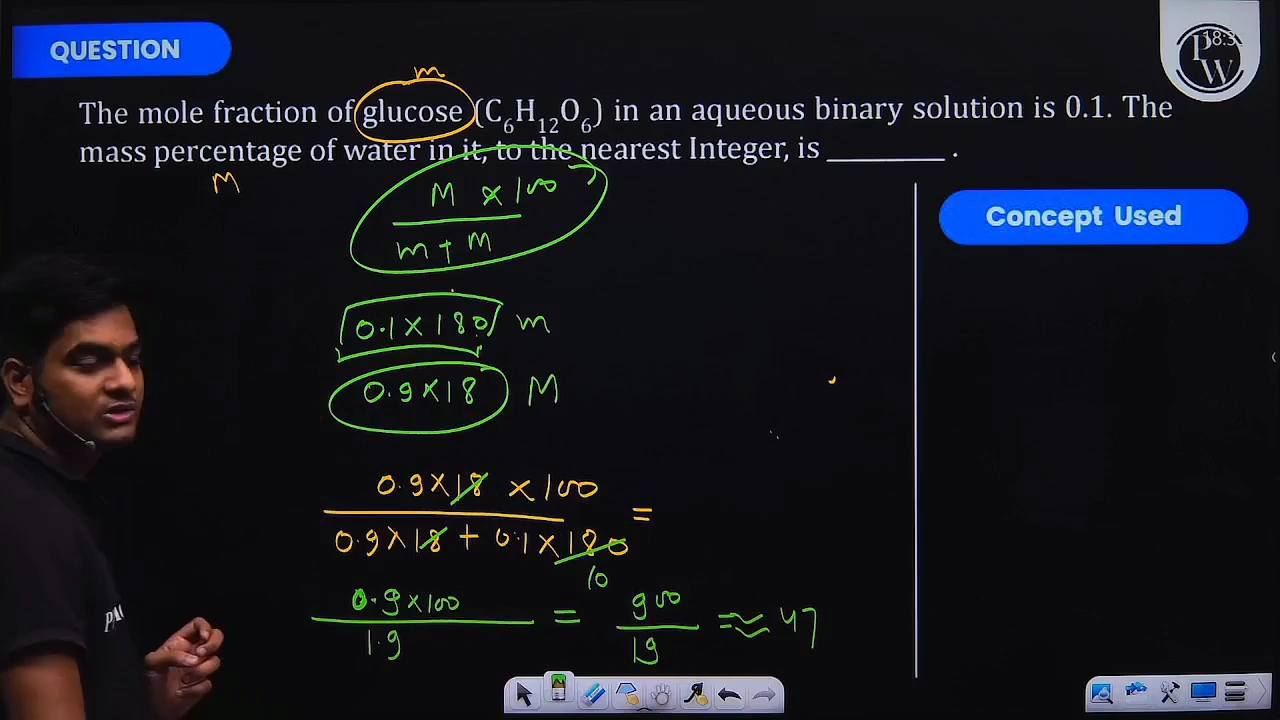 QUESTION
18:3
P
W
m
The mole fraction of glucose (C₆H₁₂O₆) in an aqueous binary solution is 0.1. The
mass percentage of water in it, to the nearest Integer, is ________ .
M
M × 100
m + M
Concept Used
0.1×180 m
0.9×18 M
0.9×18 × 100
0.9×18 + 0.1×180 =
10
0.9×100
1.9
=
900
19
≈ 47